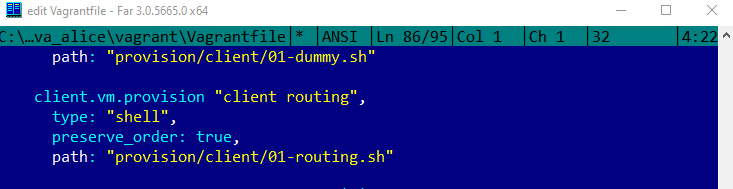 edit Vagrantfile - Far 3.0.5665.0 x64
C:\…va_alice\vagrant\Vagrantfile|*|ANSI|Ln 86/95|Col 1|Ch 1|32|4:22
path: "provision/client/01-dummy.sh"
client.vm.provision "client routing",
type: "shell",
preserve_order: true,
path: "provision/client/01-routing.sh"